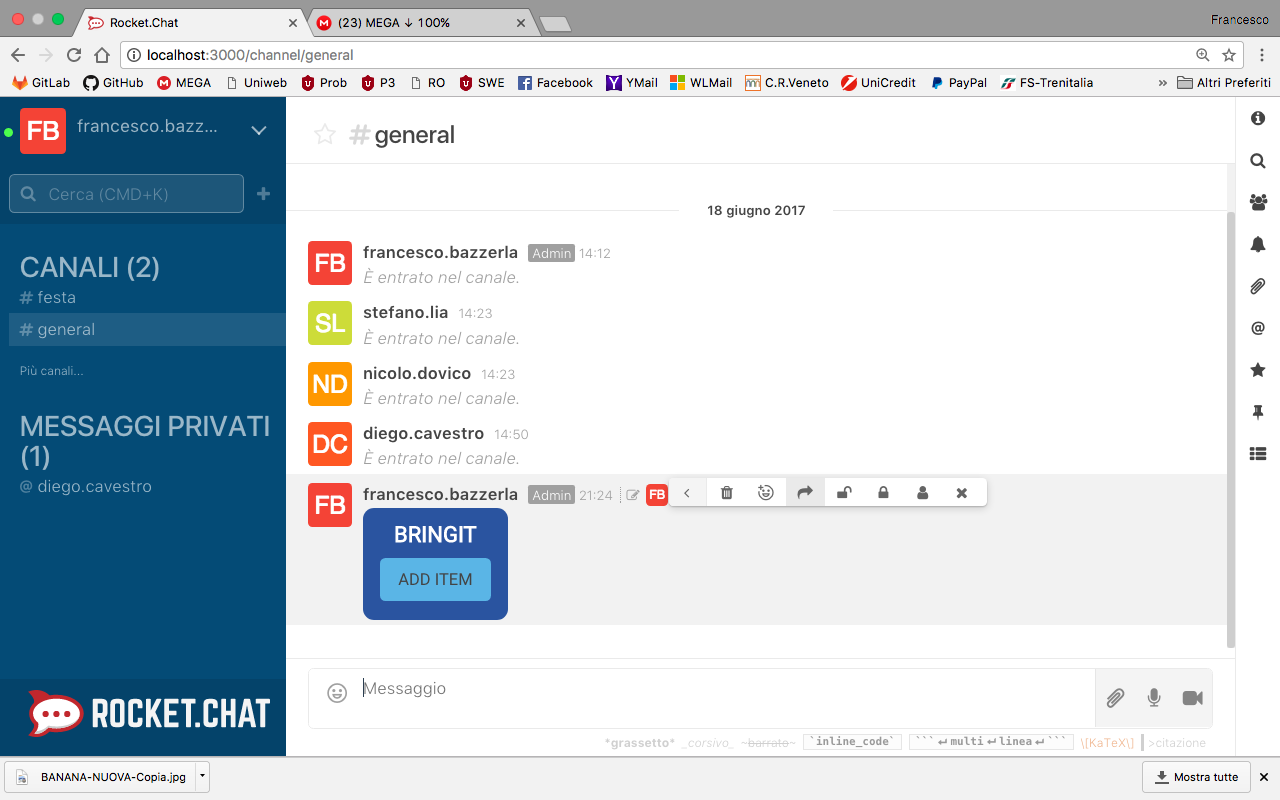 Rocket.Chat
(23) MEGA ↓ 100%
Francesco
localhost:3000/channel/general
GitLab GitHub MEGA Uniweb Prob P3 RO SWE Facebook YMail WLMail C.R.Veneto UniCredit PayPal FS-Trenitalia » Altri Preferiti
FB francesco.bazz...
Cerca (CMD+K)
CANALI (2)
# festa
# general
Più canali...
MESSAGGI PRIVATI
(1)
@ diego.cavestro
ROCKET.CHAT
#general
18 giugno 2017
FB francesco.bazzerla Admin 14:12
È entrato nel canale.
SL stefano.lia 14:23
È entrato nel canale.
ND nicolo.dovico 14:23
È entrato nel canale.
DC diego.cavestro 14:50
È entrato nel canale.
FB francesco.bazzerla Admin 21:24 FB
BRINGIT
ADD ITEM
Messaggio
*grassetto* _corsivo_ ~barrato~ `inline_code` ```↵multi↵linea↵``` \[KaTeX\] >citazione
BANANA-NUOVA-Copia.jpg
Mostra tutte